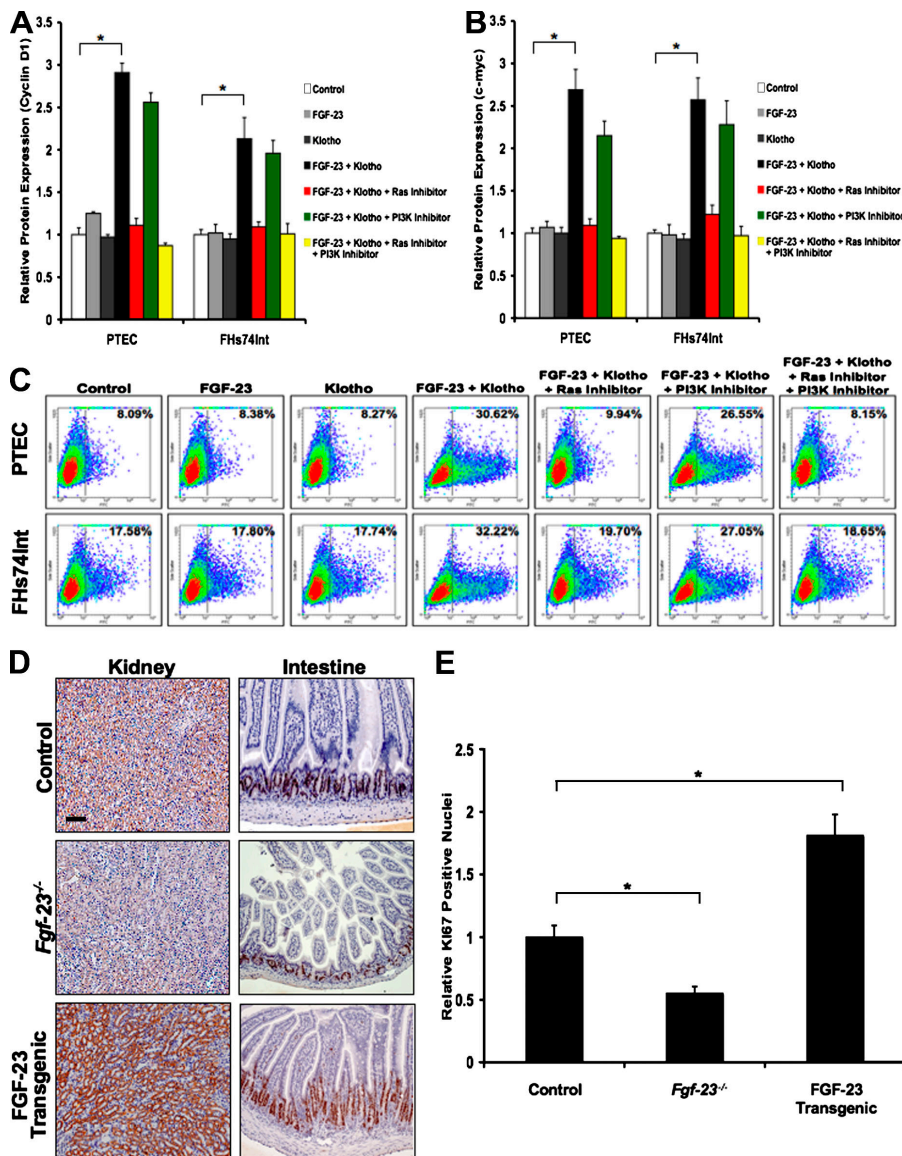 A
Relative Protein Expression (Cyclin D1)
3.5
3
2.5
2
1.5
1
0.5
0
*
*
PTEC
FHs74Int
Control
FGF-23
Klotho
FGF-23 + Klotho
FGF-23 + Klotho + Ras Inhibitor
FGF-23 + Klotho + PI3K Inhibitor
FGF-23 + Klotho + Ras Inhibitor
+ PI3K Inhibitor
B
Relative Protein Expression (c-myc)
3.5
3
2.5
2
1.5
1
0.5
0
*
*
PTEC
FHs74Int
Control
FGF-23
Klotho
FGF-23 + Klotho
FGF-23 + Klotho + Ras Inhibitor
FGF-23 + Klotho + PI3K Inhibitor
FGF-23 + Klotho + Ras Inhibitor
+ PI3K Inhibitor
C
Control
FGF-23
Klotho
FGF-23 + Klotho
FGF-23 + Klotho
+ Ras Inhibitor
FGF-23 + Klotho
+ PI3K Inhibitor
FGF-23 + Klotho
+ Ras Inhibitor
+ PI3K Inhibitor
PTEC
8.09%
8.38%
8.27%
30.62%
9.94%
26.55%
8.15%
FHs74Int
17.58%
17.80%
17.74%
32.22%
19.70%
27.05%
18.65%
D
Kidney
Intestine
Control
Fgf-23-/-
FGF-23
Transgenic
E
Relative KI67 Positive Nuclei
2.5
2
1.5
1
0.5
0
*
*
Control
Fgf-23-/-
FGF-23
Transgenic